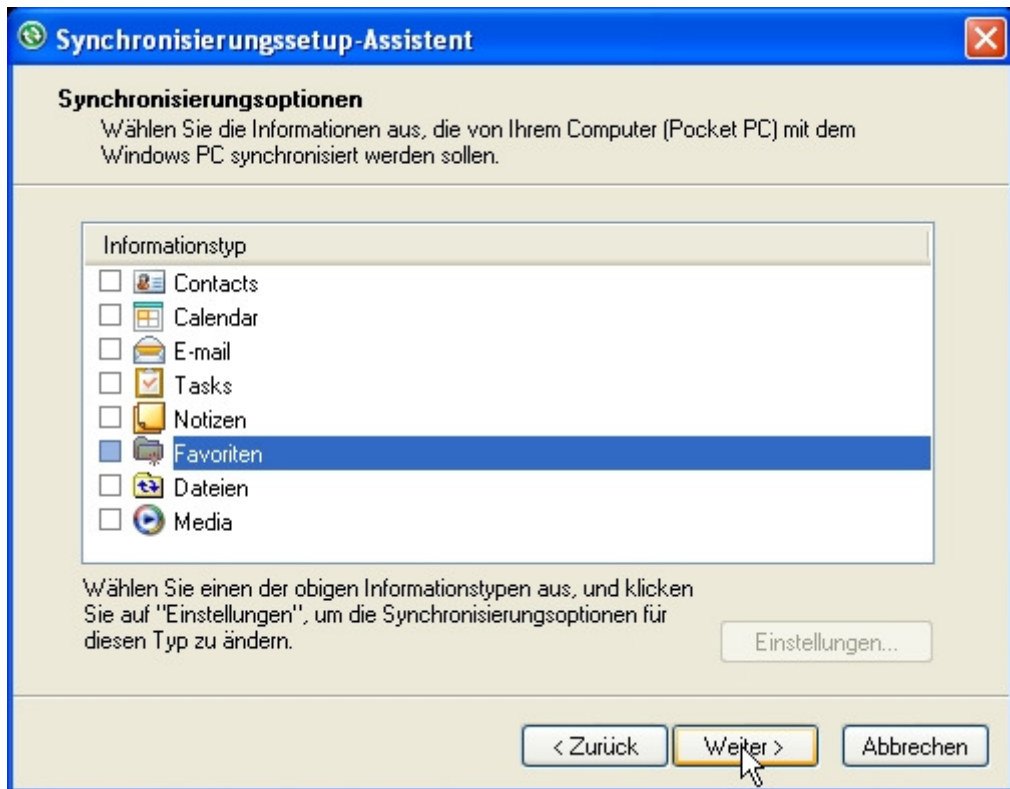 Synchronisierungssetup-Assistent
Synchronisierungsoptionen
Wählen Sie die Informationen aus, die von Ihrem Computer (Pocket PC) mit dem
Windows PC synchronisiert werden sollen.
Informationstyp
Contacts
Calendar
E-mail
Tasks
Notizen
Favoriten
Dateien
Media
Wählen Sie einen der obigen Informationstypen aus, und klicken
Sie auf "Einstellungen", um die Synchronisierungsoptionen für
diesen Typ zu ändern.
Einstellungen...
< Zurück
Weiter >
Abbrechen